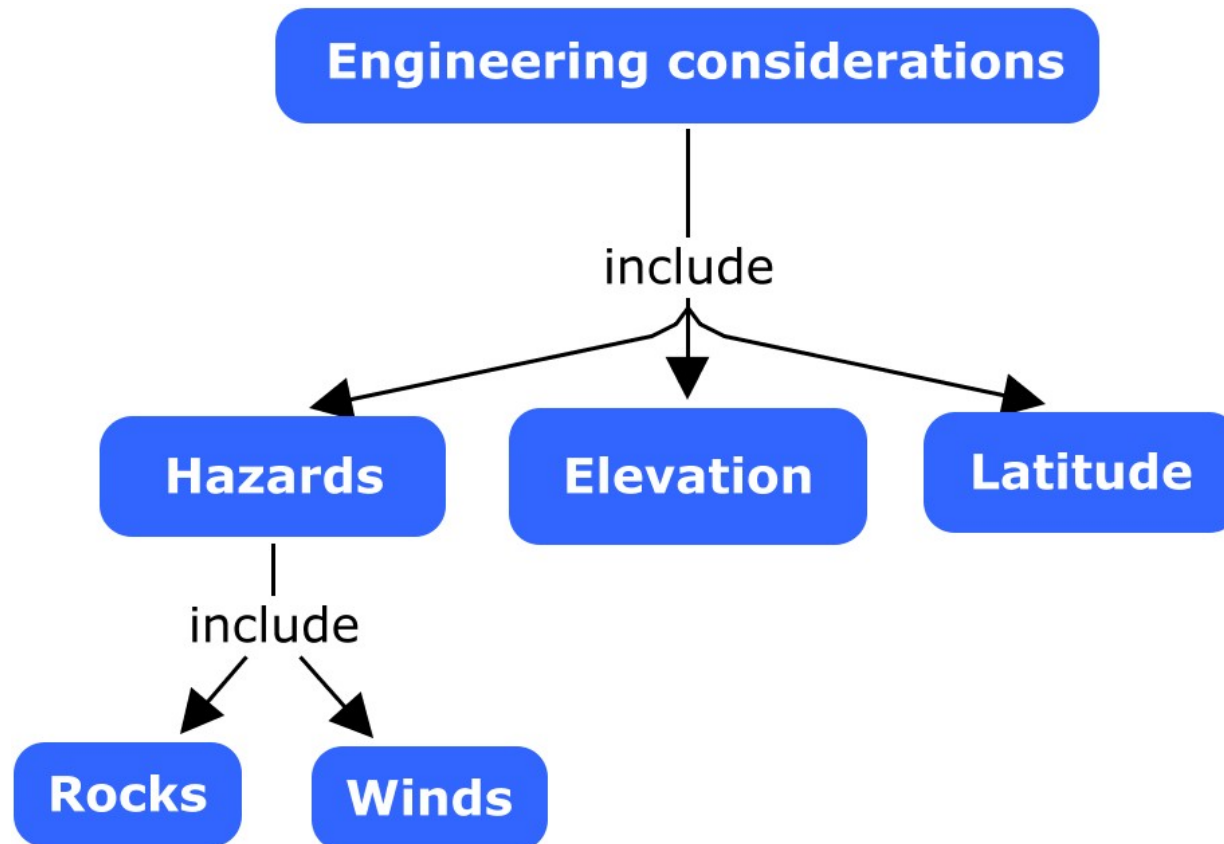 Engineering considerations
include
Hazards
Elevation
Latitude
include
Rocks
Winds